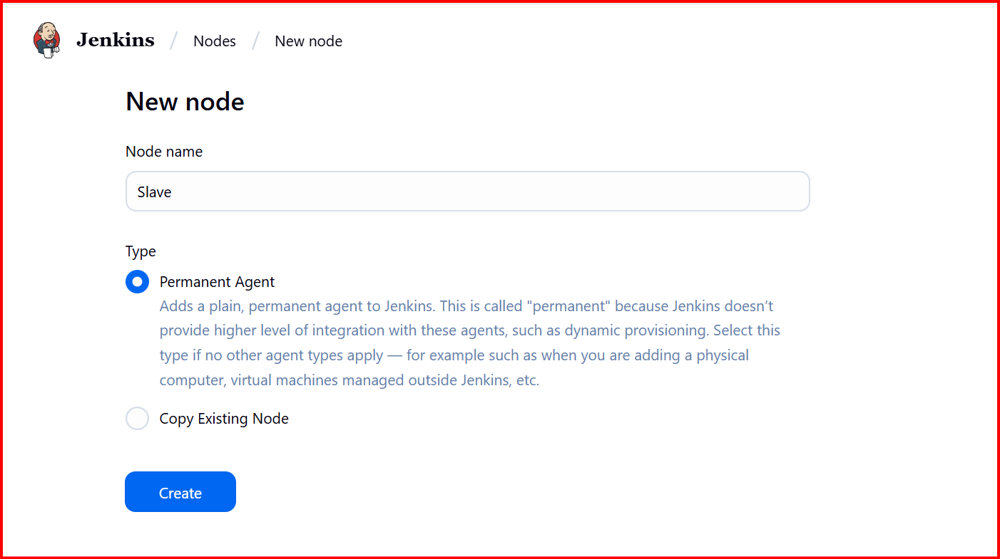 Jenkins / Nodes / New node
New node
Node name
Slave
Type
Permanent Agent
Adds a plain, permanent agent to Jenkins. This is called "permanent" because Jenkins doesn’t
provide higher level of integration with these agents, such as dynamic provisioning. Select this
type if no other agent types apply — for example such as when you are adding a physical
computer, virtual machines managed outside Jenkins, etc.
Copy Existing Node
Create